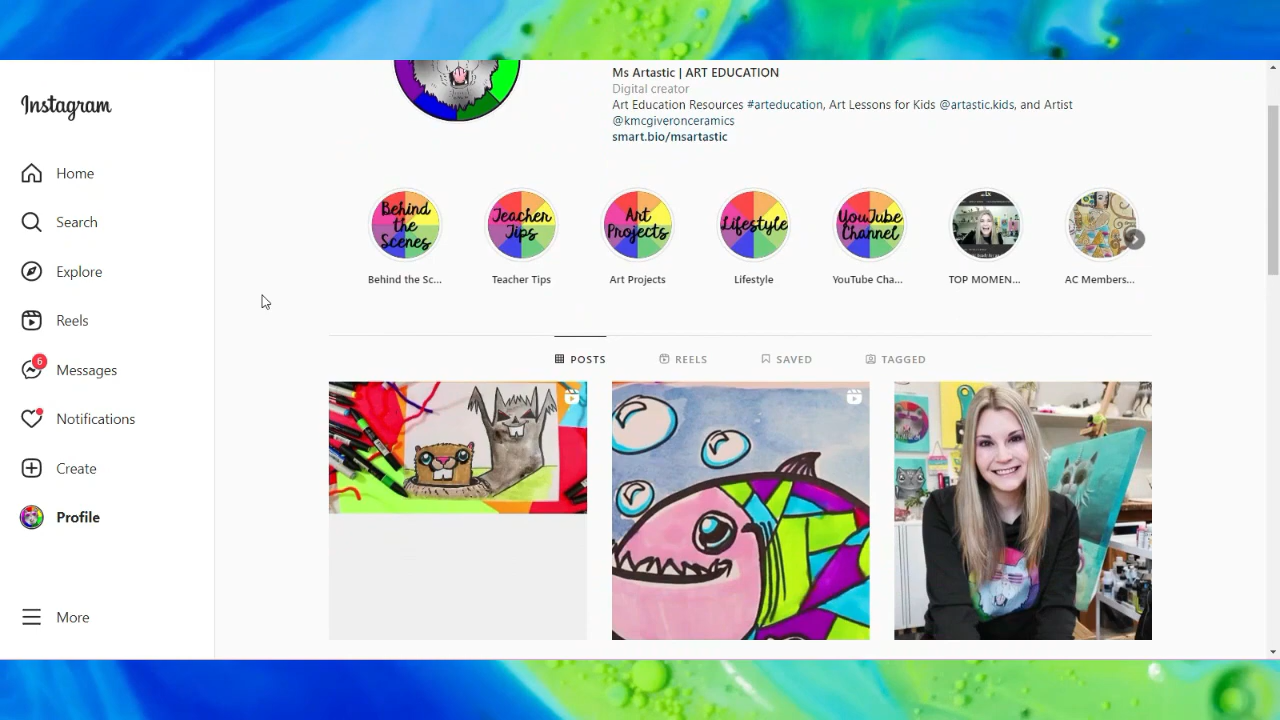 Instagram
Home
Search
Explore
Reels
6
Messages
Notifications
Create
Profile
More
Ms Artastic | ART EDUCATION
Digital creator
Art Education Resources #arteducation, Art Lessons for Kids @artastic.kids, and Artist
@kmcgiveronceramics
smart.bio/msartastic
Behind
the
Scenes
Teacher
Tips
Art
Projects
Lifestyle
YouTube
Channel
Behind the Sc...
Teacher Tips
Art Projects
Lifestyle
YouTube Cha...
TOP MOMEN...
AC Members...
POSTS
REELS
SAVED
TAGGED